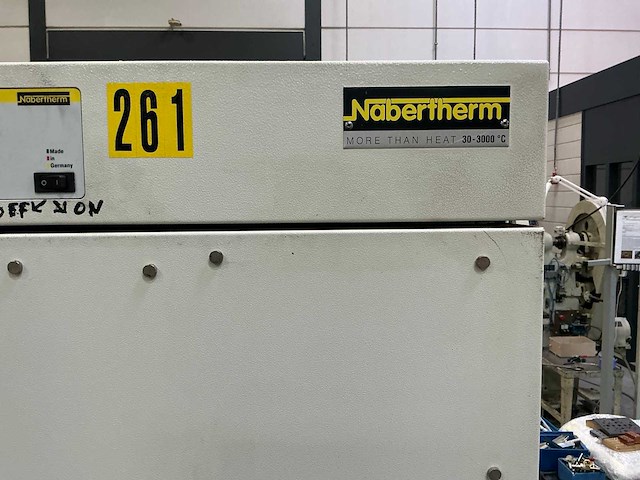 Nabertherm
Made
in
Germany
261
Nabertherm
MORE THAN HEAT 30-3000 °C